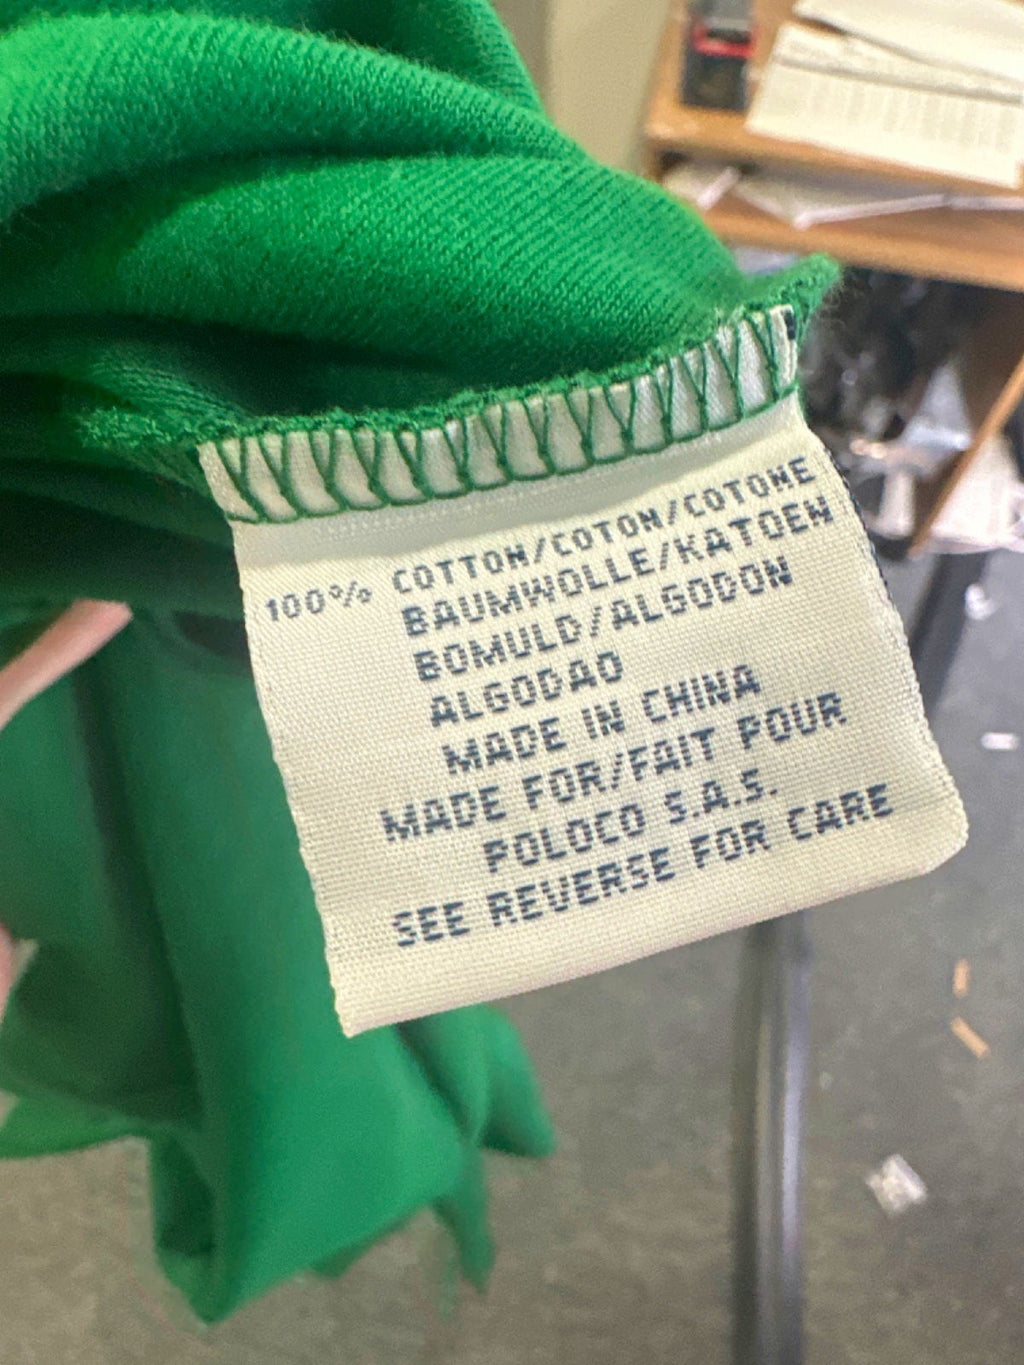 100% COTTON/COTON/COTONE
BAUMWOLLE/KATOEN
BOMULD/ALGODON
ALGODAO
MADE IN CHINA
MADE FOR/FAIT POUR
POLOCO S.A.S.
SEE REVERSE FOR CARE